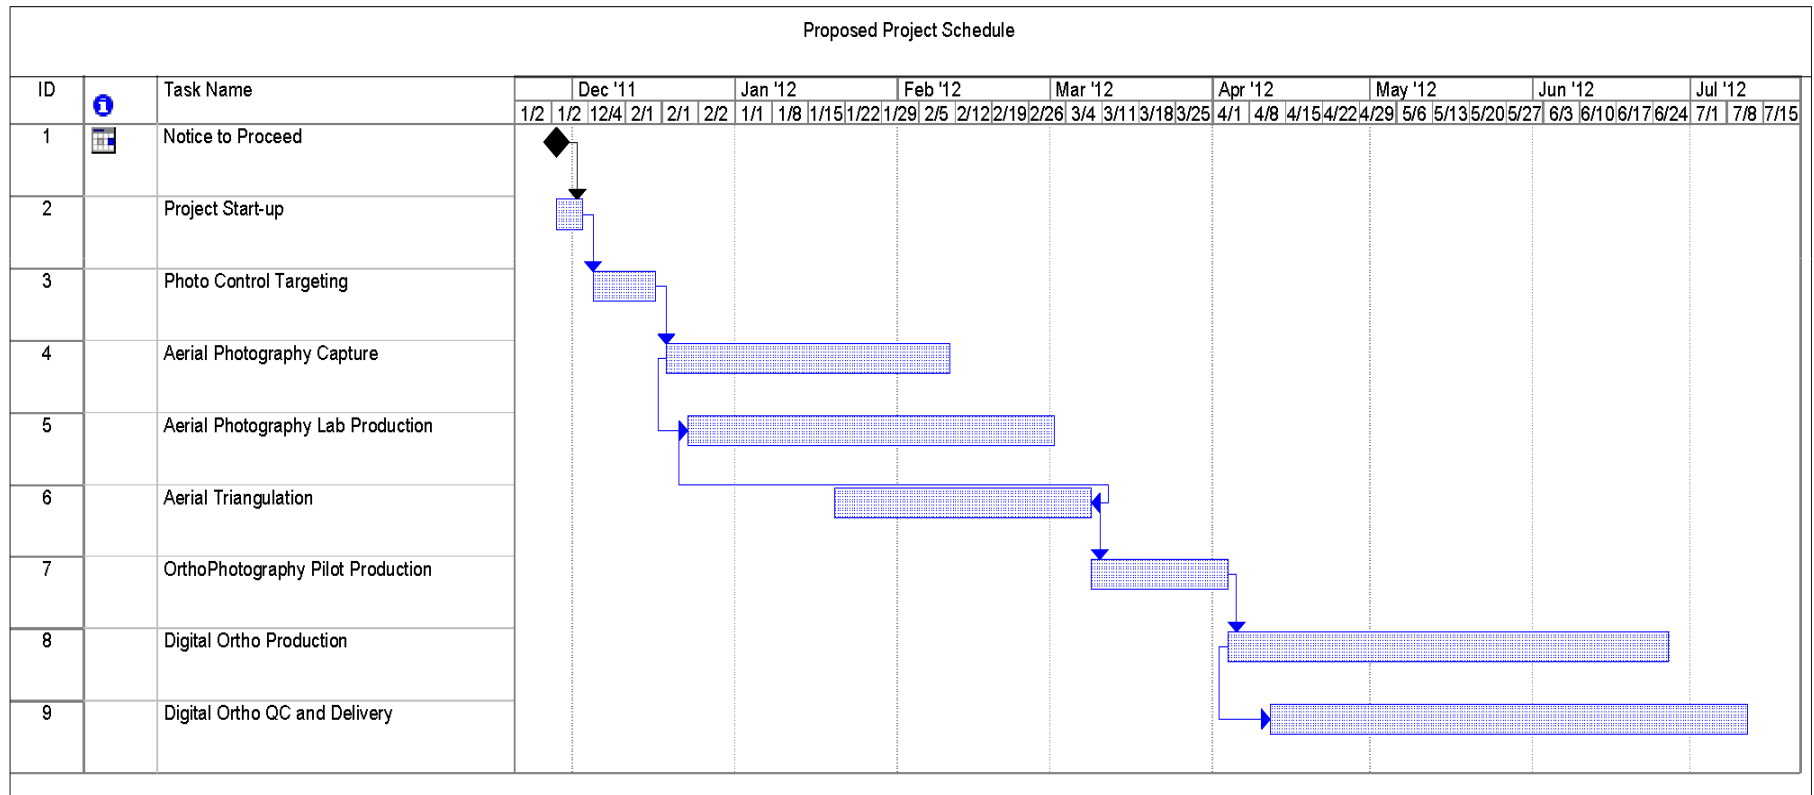 Proposed Project Schedule
ID Task Name Dec '11 Jan '12 Feb '12 Mar '12 Apr '12 May '12 Jun '12 Jul '12
1/2 1/2 12/4 2/1 2/1 2/2 1/1 1/8 1/15 1/22 1/29 2/5 2/12 2/19 2/26 3/4 3/11 3/18 3/25 4/1 4/8 4/15 4/22 4/29 5/6 5/13 5/20 5/27 6/3 6/10 6/17 6/24 7/1 7/8 7/15
1 Notice to Proceed
2 Project Start-up
3 Photo Control Targeting
4 Aerial Photography Capture
5 Aerial Photography Lab Production
6 Aerial Triangulation
7 OrthoPhotography Pilot Production
8 Digital Ortho Production
9 Digital Ortho QC and Delivery